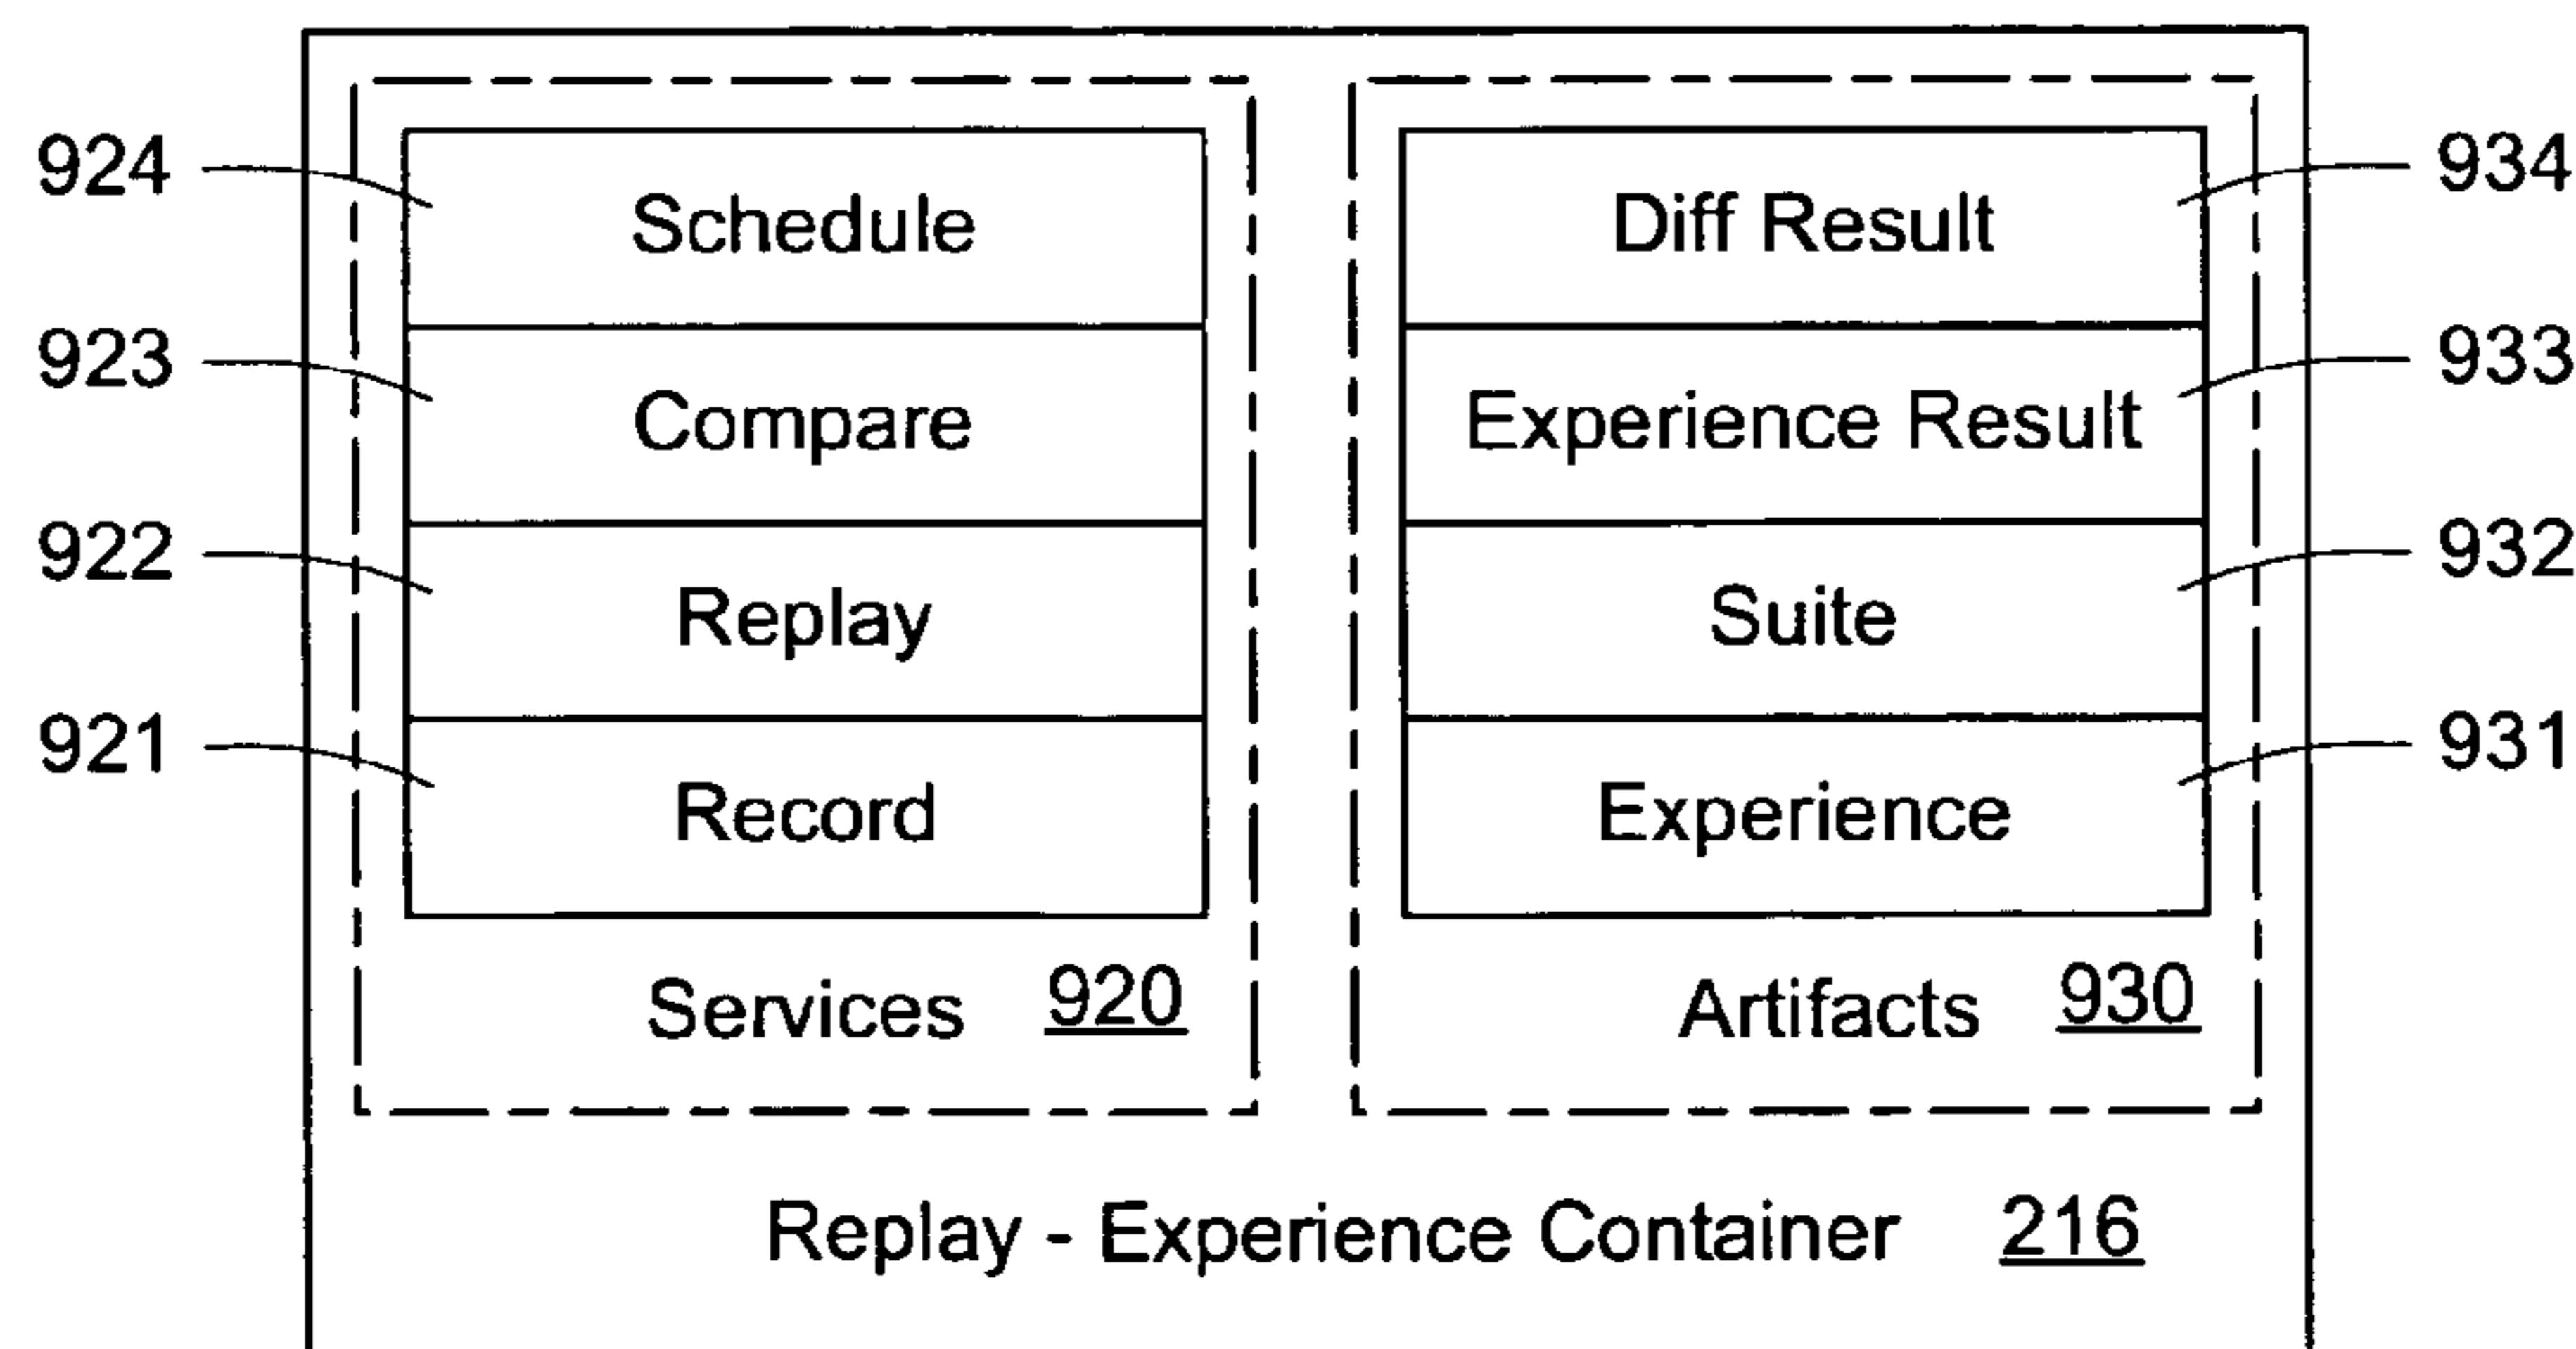 924 Schedule Diff Result 934
923 Compare Experience Result 933
922 Replay Suite 932
921 Record Experience 931
Services 920 Artifacts 930
Replay - Experience Container 216